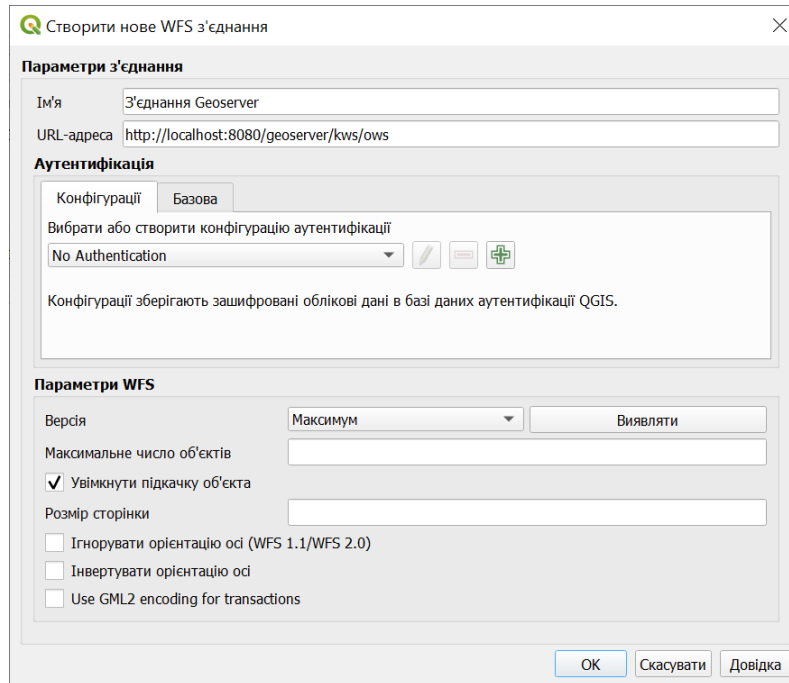 Створити нове WFS з'єднання
Параметри з'єднання
Ім'я З'єднання Geoserver
URL-адреса http://localhost:8080/geoserver/kws/ows
Аутентифікація
Конфігурації Базова
Вибрати або створити конфігурацію аутентифікації
No Authentication
Конфігурації зберігають зашифровані облікові дані в базі даних аутентифікації QGIS.
Параметри WFS
Версія Максимум Виявляти
Максимальне число об'єктів
Увімкнути підкачку об'єкта
Розмір сторінки
Ігнорувати орієнтацію осі (WFS 1.1/WFS 2.0)
Інвертувати орієнтацію осі
Use GML2 encoding for transactions
OK Скасувати Довідка